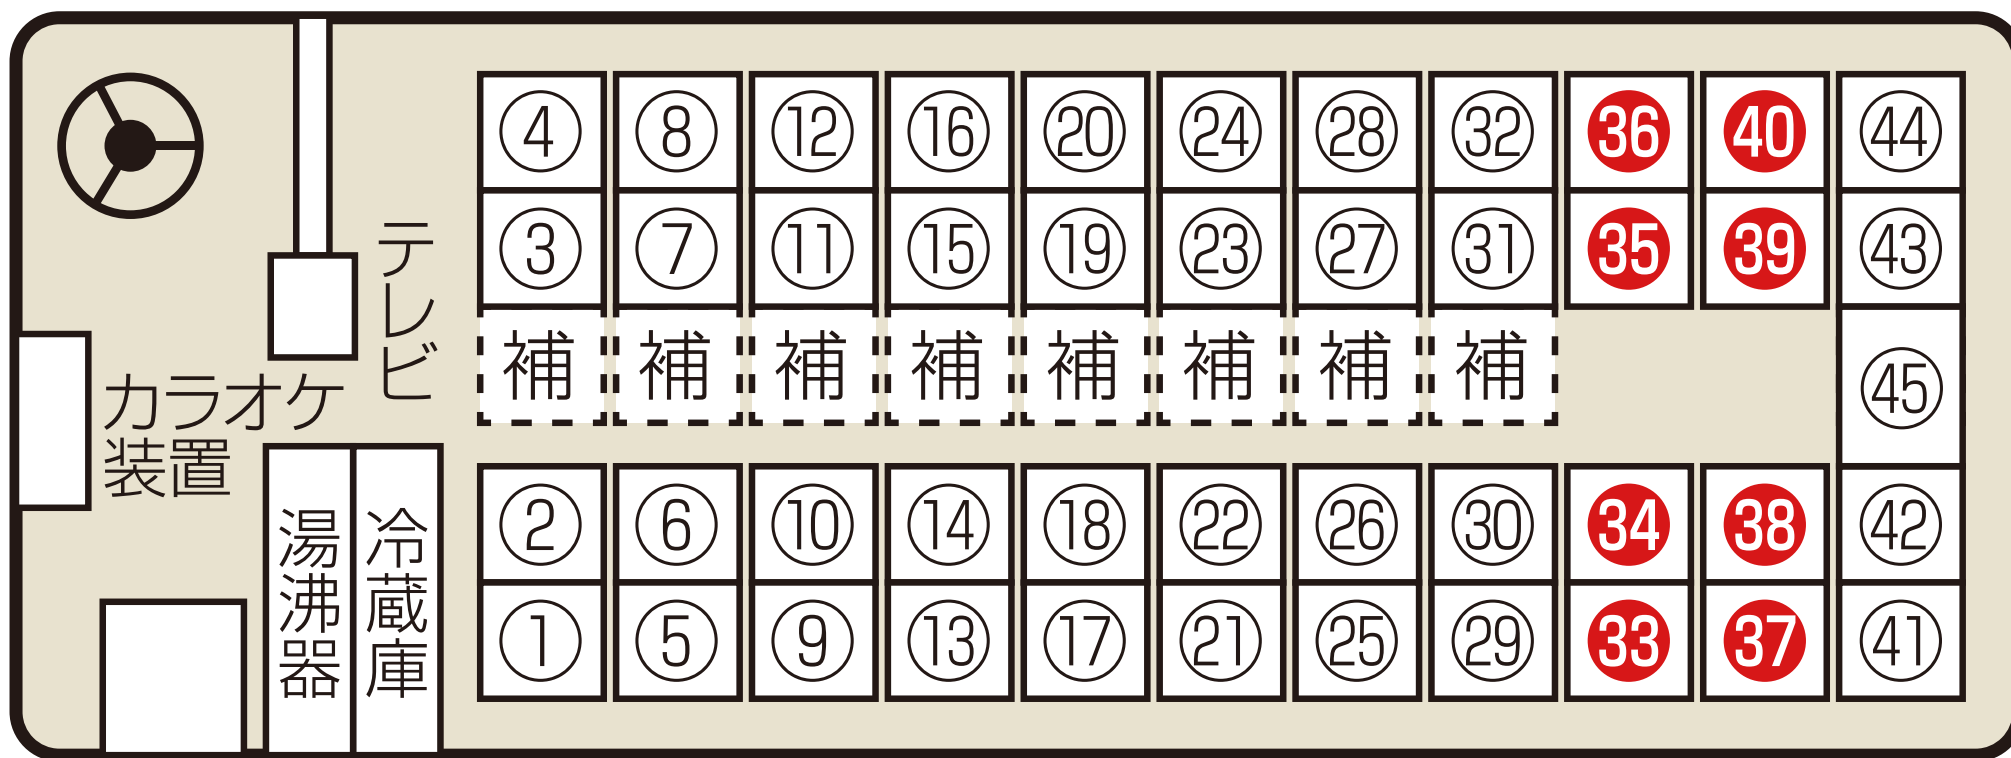 ④ ⑧ ⑫ ⑯ ⑳ ㉔ ㉘ ㉜ 36 40 ㊹
③ ⑦ ⑪ ⑮ ⑲ ㉓ ㉗ ㉛ 35 39 ㊸
テレビ
補 補 補 補 補 補 補 補 ㊺
カラオケ
装置
② ⑥ ⑩ ⑭ ⑱ ㉒ ㉖ ㉚ 34 38 ㊷
湯沸器
冷蔵庫
① ⑤ ⑨ ⑬ ⑰ ㉑ ㉕ ㉙ 33 37 ㊶